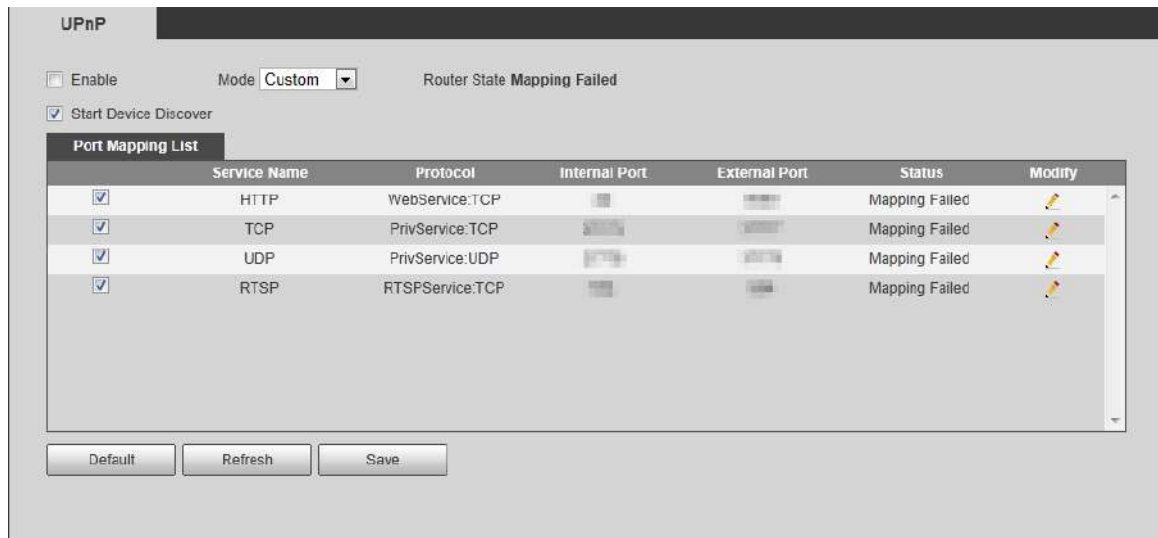 UPnP
Enable Mode Custom Router State Mapping Failed
Start Device Discover
Port Mapping List
Service Name Protocol Internal Port External Port Status Modify
HTTP WebService:TCP Mapping Failed
TCP PrivService:TCP Mapping Failed
UDP PrivService:UDP Mapping Failed
RTSP RTSPService:TCP Mapping Failed
Default Refresh Save